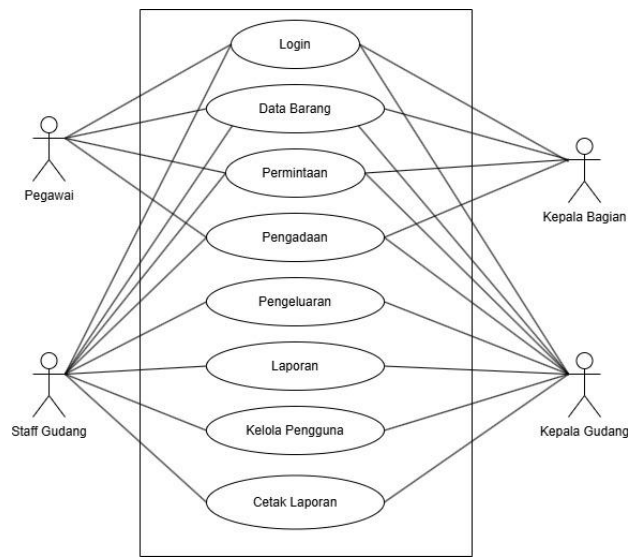 Login
Data Barang
Permintaan
Pegawai
Kepala Bagian
Pengadaan
Pengeluaran
Laporan
Staff Gudang
Kelola Pengguna
Kepala Gudang
Cetak Laporan